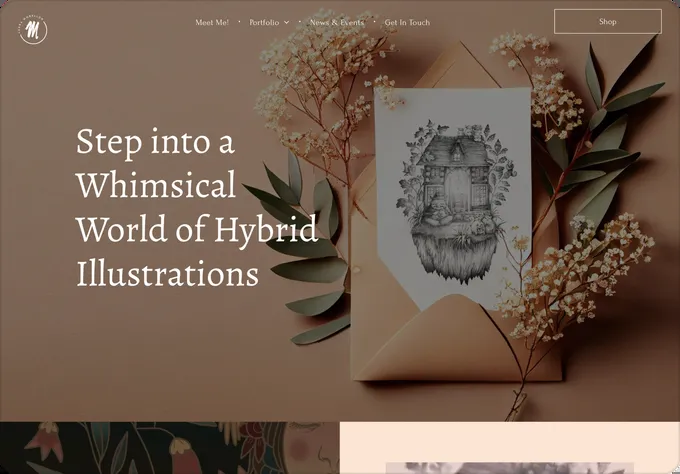 Meet Me!
Portfolio
News & Events
Get In Touch
Shop
Step into a
Whimsical
World of Hybrid
Illustrations